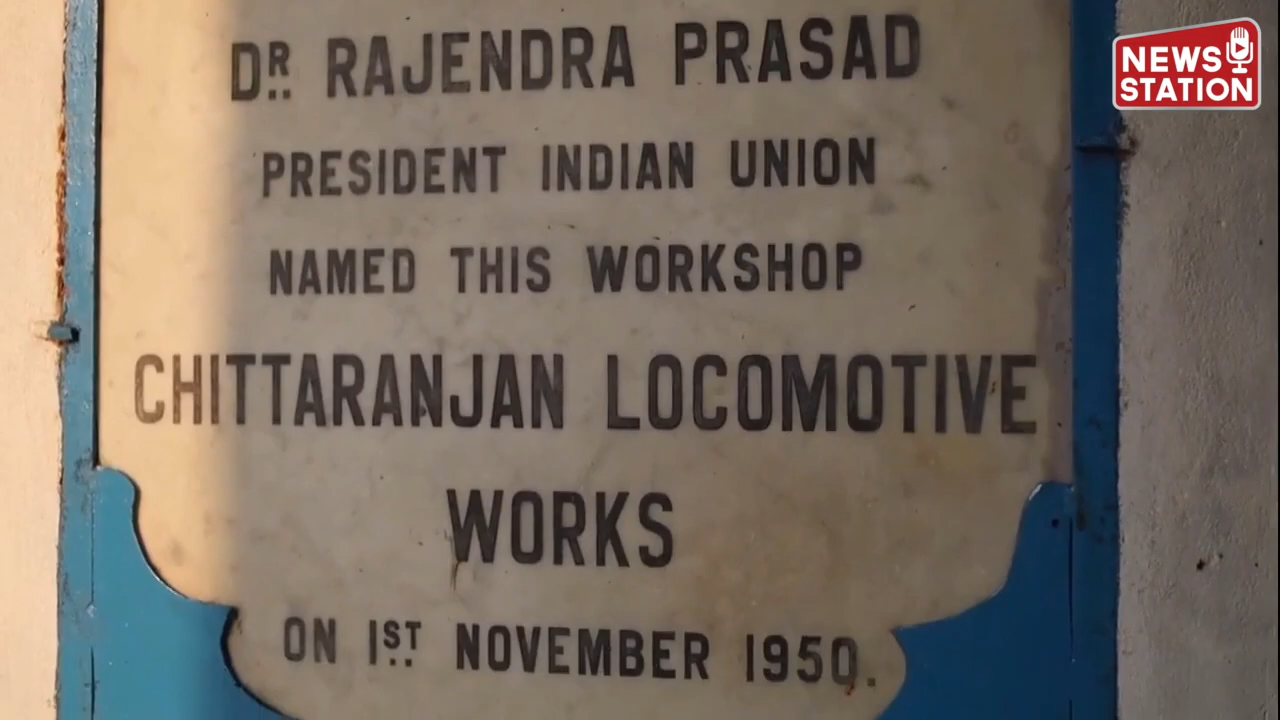 DR. RAJENDRA PRASAD
PRESIDENT INDIAN UNION
NAMED THIS WORKSHOP
CHITTARANJAN LOCOMOTIVE
WORKS
ON 1ST NOVEMBER 1950.
NEWS
STATION